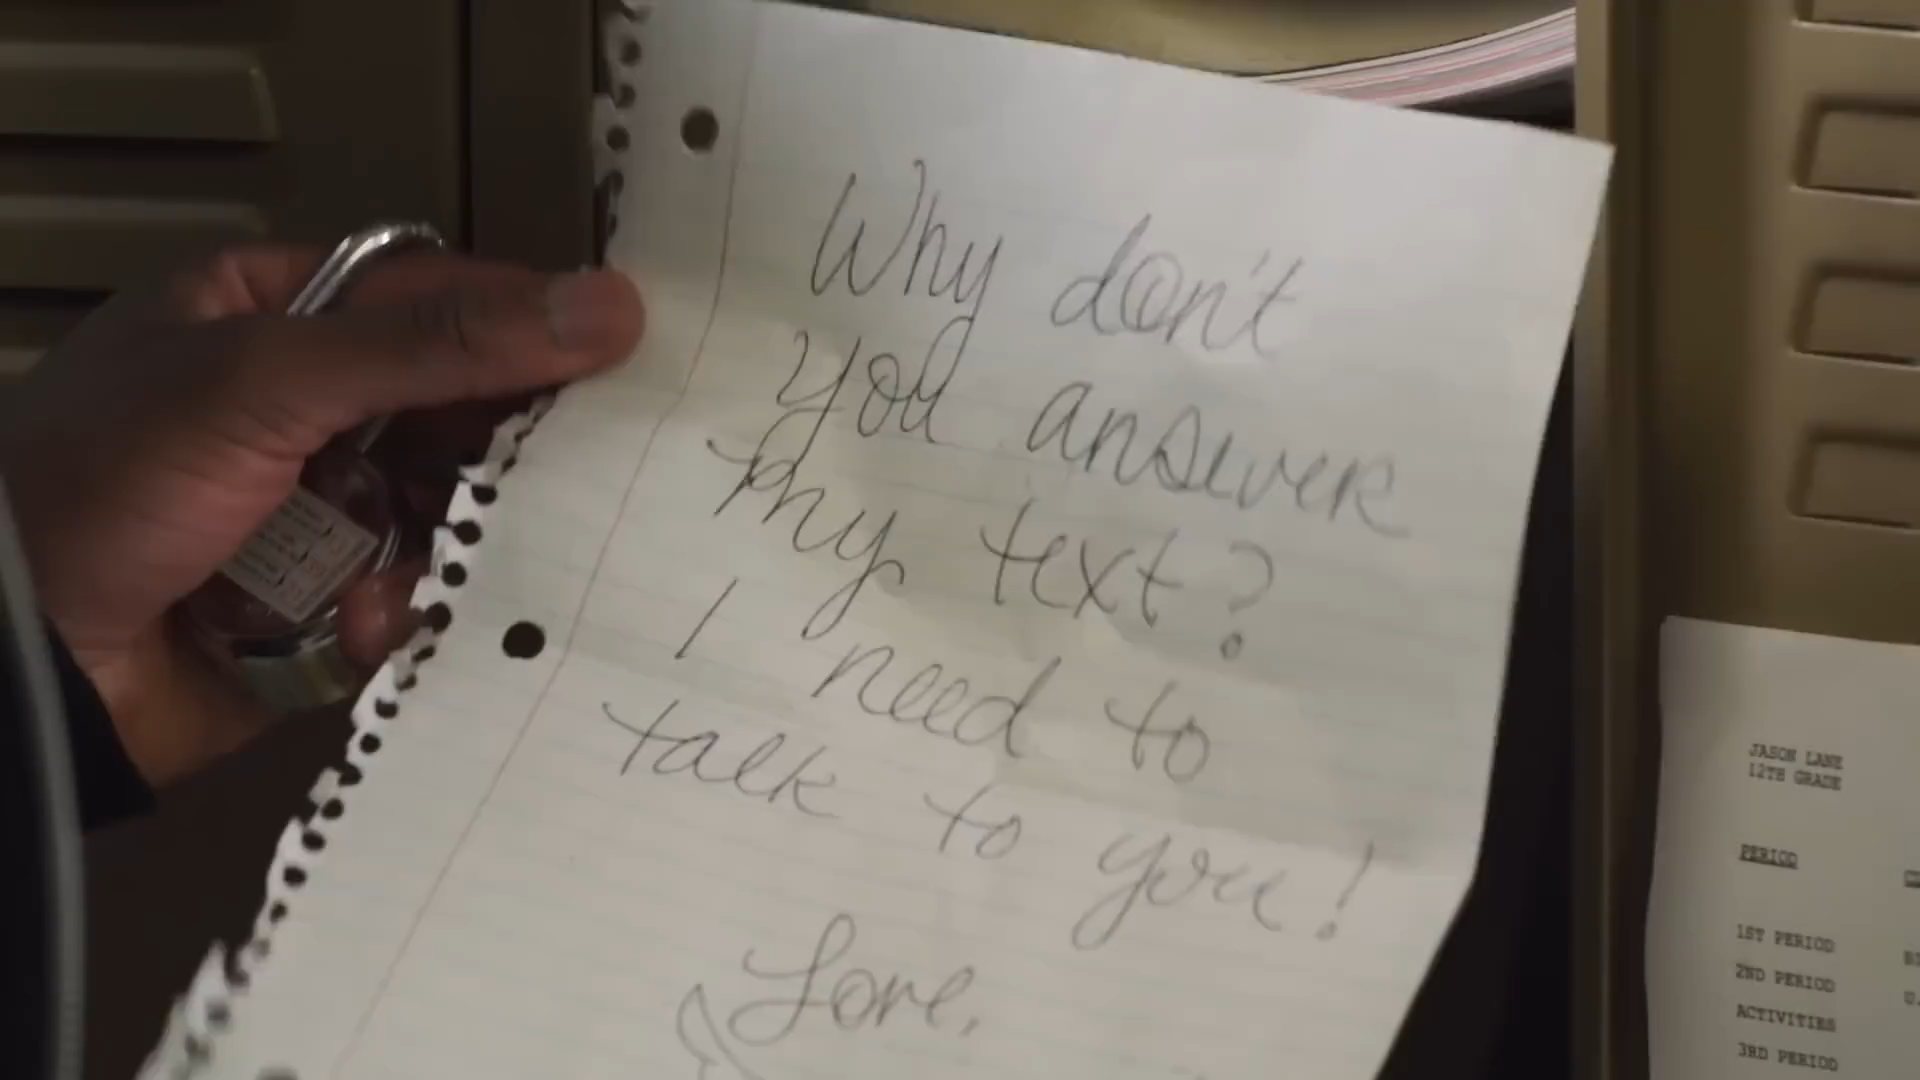 Why don't
you answer
my text?
I need to
talk to you!
Love,
JASON LANE
12TH GRADE
PERIOD
1ST PERIOD
2ND PERIOD
ACTIVITIES
3RD PERIOD